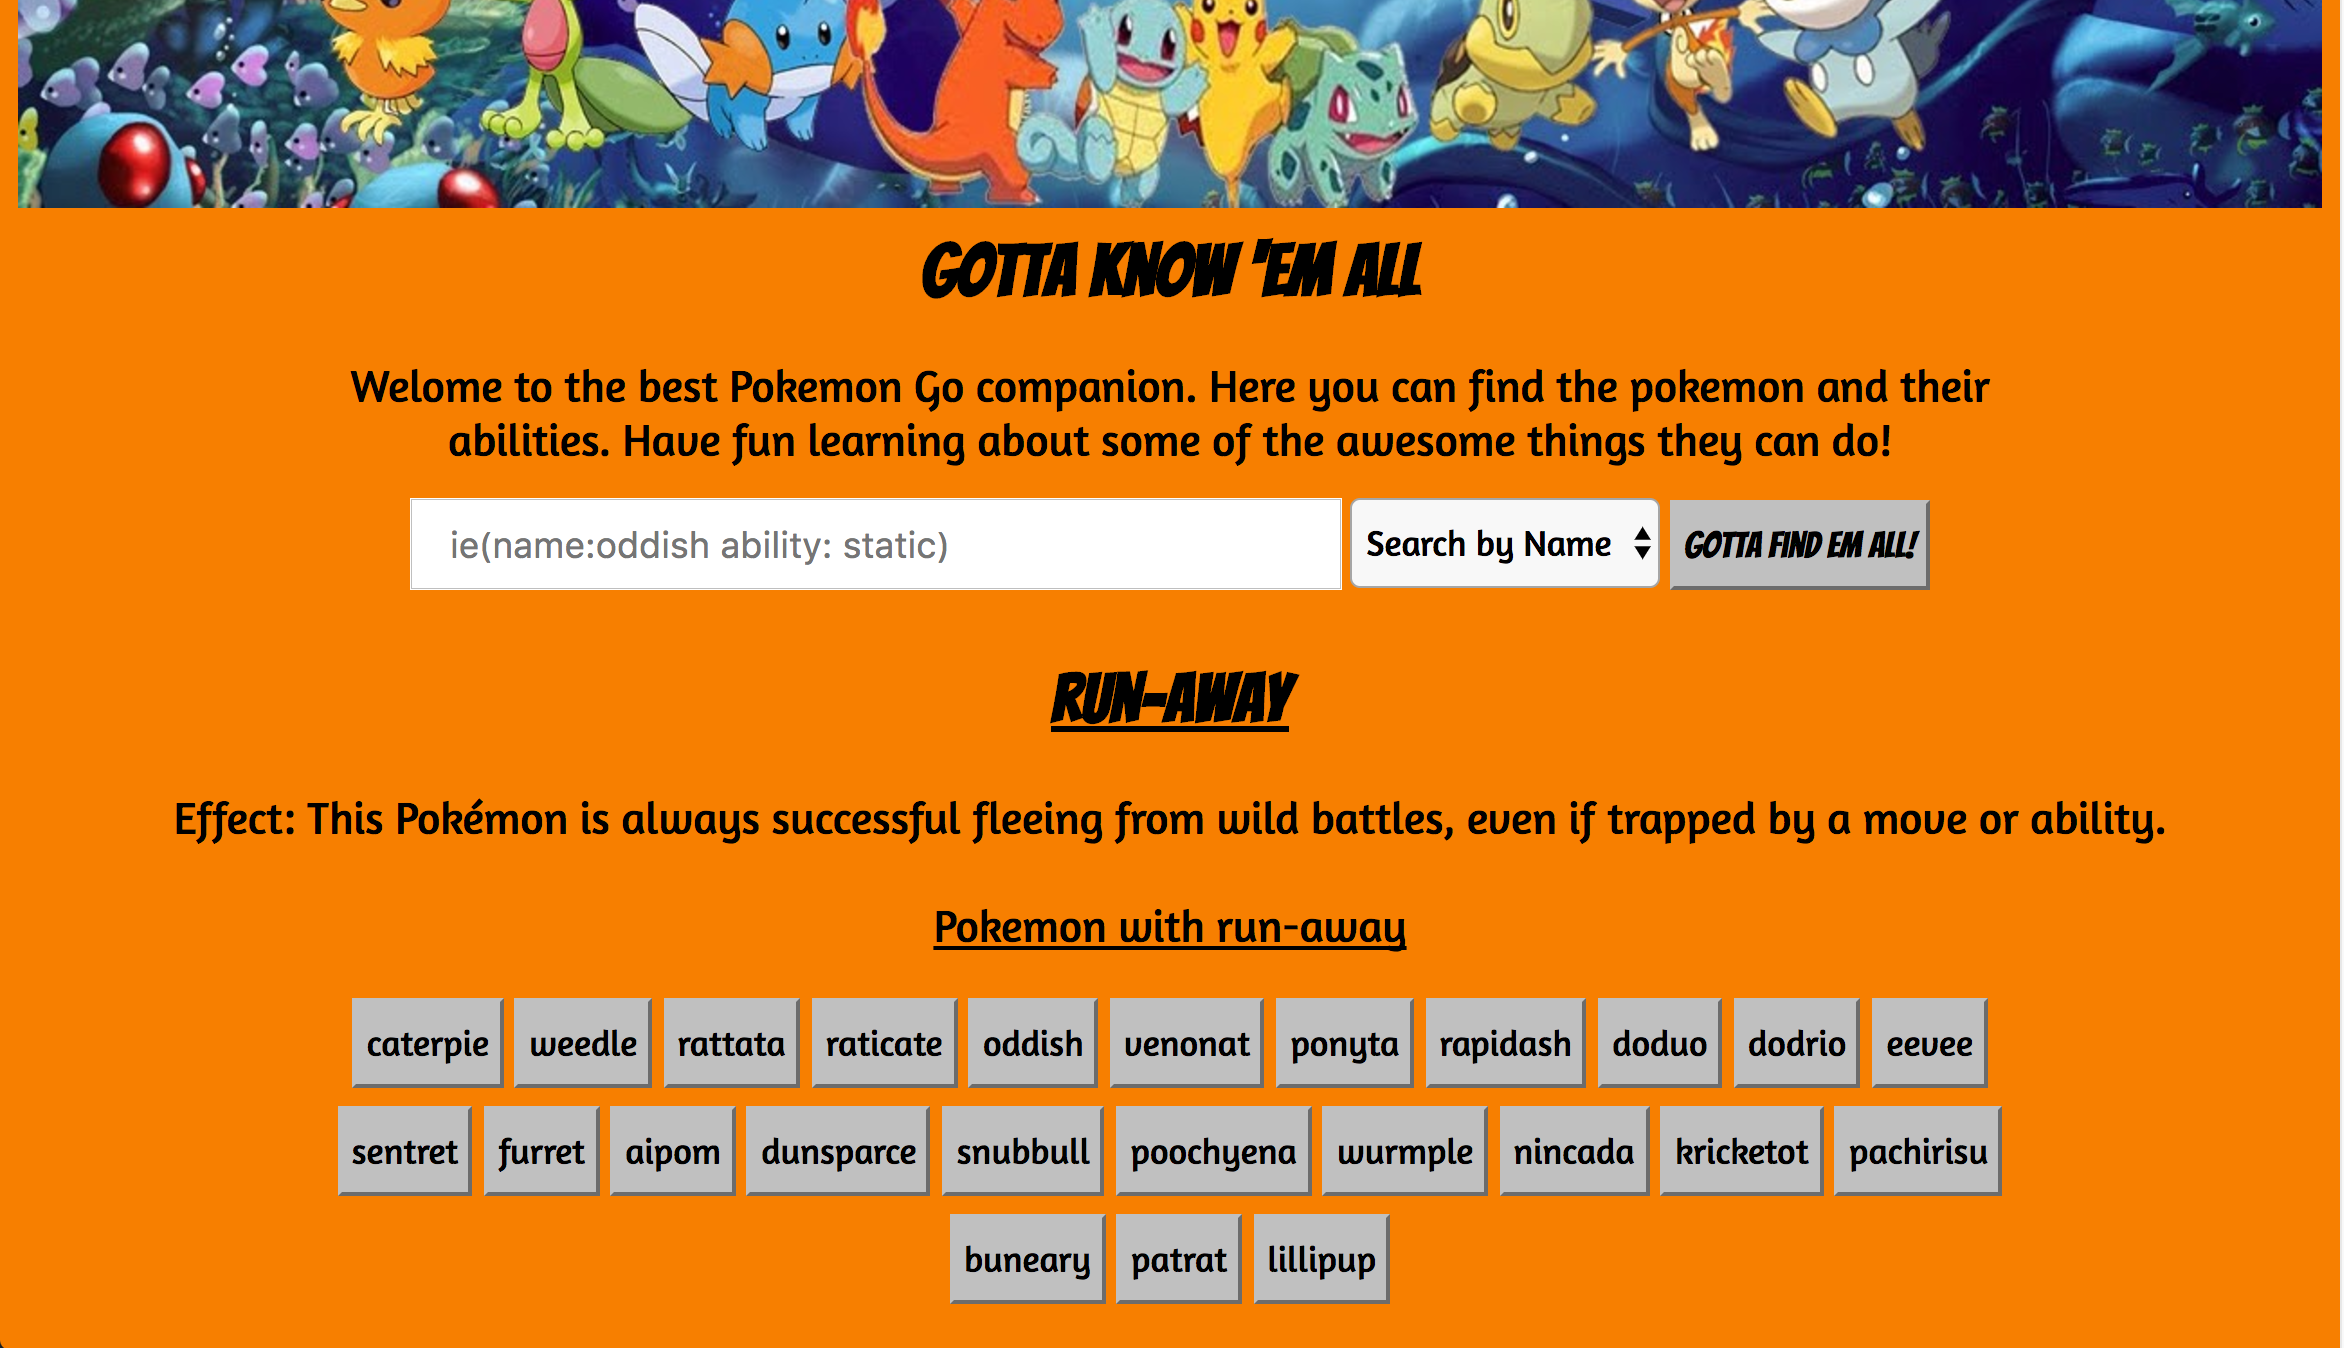 GOTTA KNOW 'EM ALL
Welome to the best Pokemon Go companion. Here you can find the pokemon and their
abilities. Have fun learning about some of the awesome things they can do!
ie(name:oddish ability: static) Search by Name GOTTA FIND EM ALL!
RUN-AWAY
Effect: This Pokémon is always successful fleeing from wild battles, even if trapped by a move or ability.
Pokemon with run-away
caterpie weedle rattata raticate oddish venonat ponyta rapidash doduo dodrio eevee
sentret furret aipom dunsparce snubbull poochyena wurmple nincada kricketot pachirisu
buneary patrat lillipup